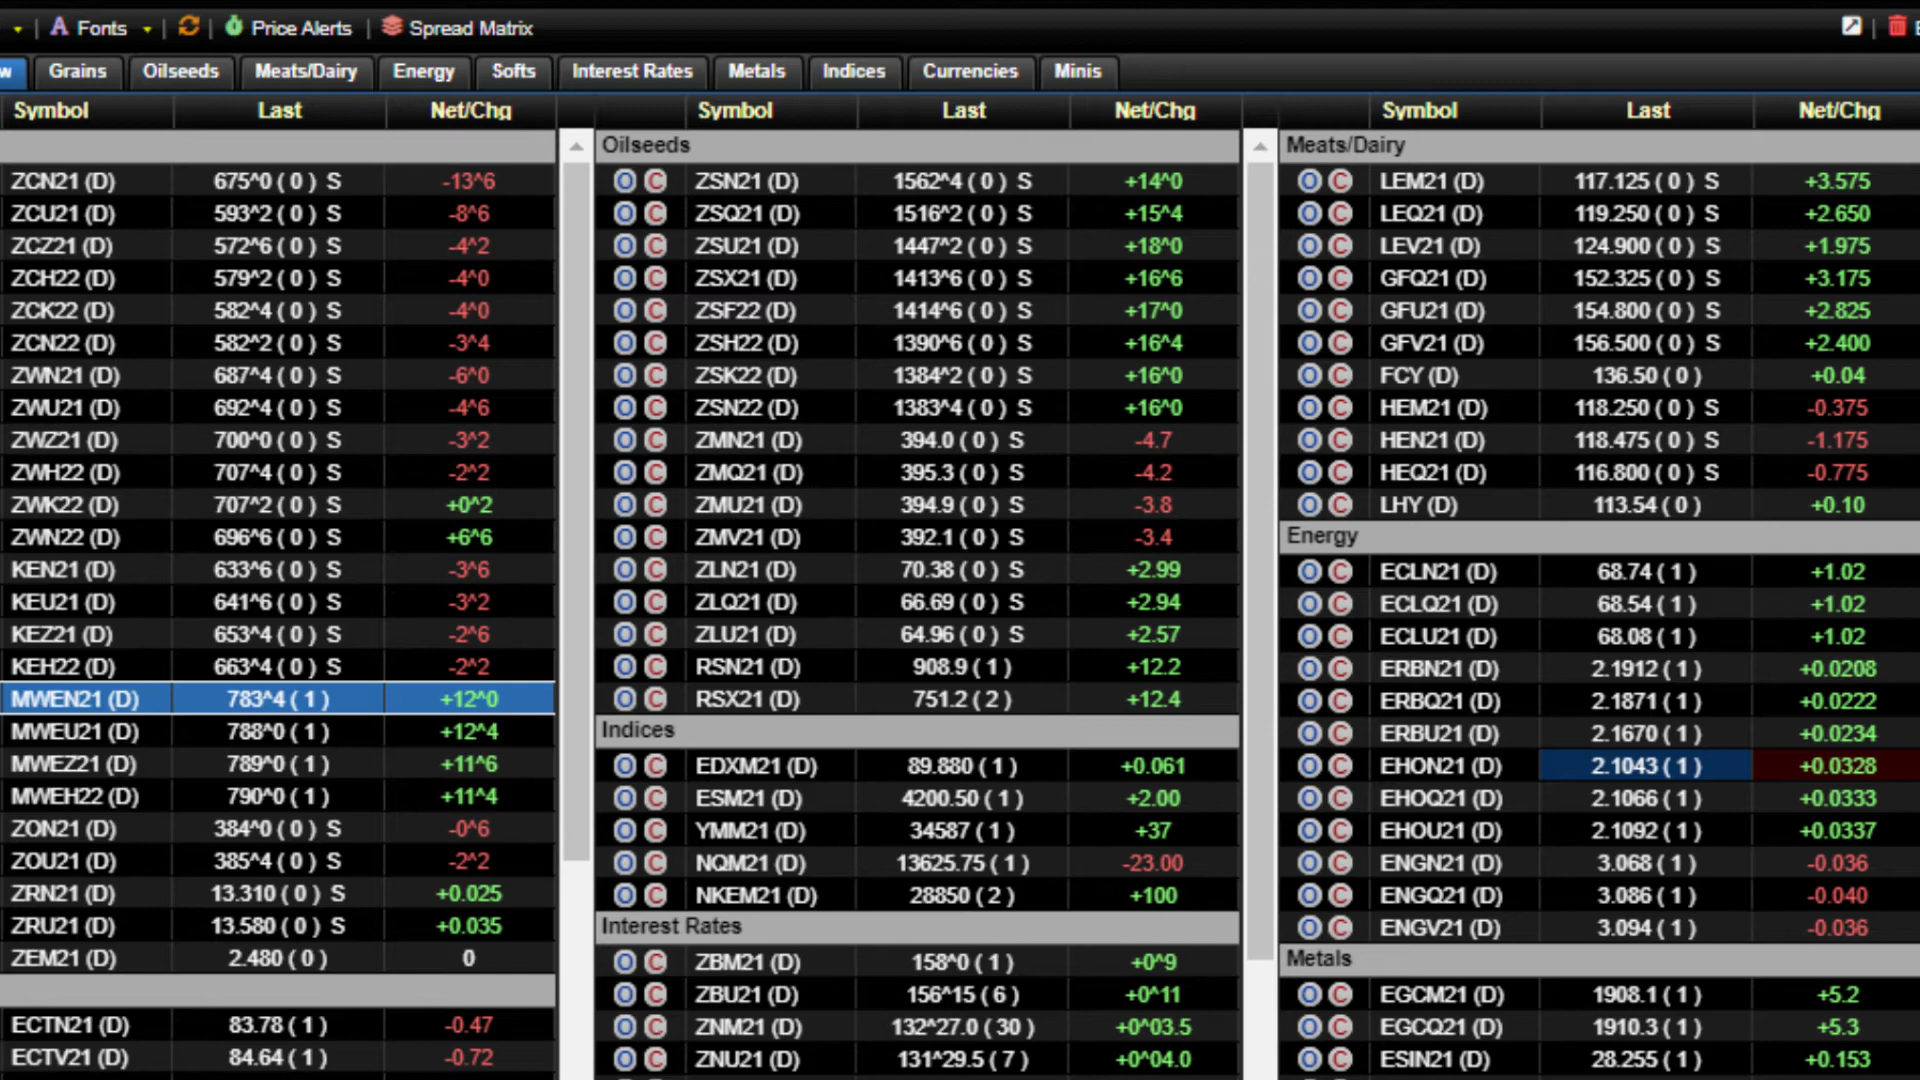 A Fonts Price Alerts Spread Matrix
w Grains Oilseeds Meats/Dairy Energy Softs Interest Rates Metals Indices Currencies Minis
Symbol Last Net/Chg
ZCN21 (D) 675^0 ( 0 ) S -13^6
ZCU21 (D) 593^2 ( 0 ) S -8^6
ZCZ21 (D) 572^6 ( 0 ) S -4^2
ZCH22 (D) 579^2 ( 0 ) S -4^0
ZCK22 (D) 582^4 ( 0 ) S -4^0
ZCN22 (D) 582^2 ( 0 ) S -3^4
ZWN21 (D) 687^4 ( 0 ) S -6^0
ZWU21 (D) 692^4 ( 0 ) S -4^6
ZWZ21 (D) 700^0 ( 0 ) S -3^2
ZWH22 (D) 707^4 ( 0 ) S -2^2
ZWK22 (D) 707^2 ( 0 ) S +0^2
ZWN22 (D) 696^6 ( 0 ) S +6^6
KEN21 (D) 633^6 ( 0 ) S -3^6
KEU21 (D) 641^6 ( 0 ) S -3^2
KEZ21 (D) 653^4 ( 0 ) S -2^6
KEH22 (D) 663^4 ( 0 ) S -2^2
MWEN21 (D) 783^4 ( 1 ) +12^0
MWEU21 (D) 788^0 ( 1 ) +12^4
MWEZ21 (D) 789^0 ( 1 ) +11^6
MWEH22 (D) 790^0 ( 1 ) +11^4
ZON21 (D) 384^0 ( 0 ) S -0^6
ZOU21 (D) 385^4 ( 0 ) S -2^2
ZRN21 (D) 13.310 ( 0 ) S +0.025
ZRU21 (D) 13.580 ( 0 ) S +0.035
ZEM21 (D) 2.480 ( 0 ) 0
ECTN21 (D) 83.78 ( 1 ) -0.47
ECTV21 (D) 84.64 ( 1 ) -0.72
Symbol Last Net/Chg
Oilseeds
O C ZSN21 (D) 1562^4 ( 0 ) S +14^0
O C ZSQ21 (D) 1516^2 ( 0 ) S +15^4
O C ZSU21 (D) 1447^2 ( 0 ) S +18^0
O C ZSX21 (D) 1413^6 ( 0 ) S +16^6
O C ZSF22 (D) 1414^6 ( 0 ) S +17^0
O C ZSH22 (D) 1390^6 ( 0 ) S +16^4
O C ZSK22 (D) 1384^2 ( 0 ) S +16^0
O C ZSN22 (D) 1383^4 ( 0 ) S +16^0
O C ZMN21 (D) 394.0 ( 0 ) S -4.7
O C ZMQ21 (D) 395.3 ( 0 ) S -4.2
O C ZMU21 (D) 394.9 ( 0 ) S -3.8
O C ZMV21 (D) 392.1 ( 0 ) S -3.4
O C ZLN21 (D) 70.38 ( 0 ) S +2.99
O C ZLQ21 (D) 66.69 ( 0 ) S +2.94
O C ZLU21 (D) 64.96 ( 0 ) S +2.57
O C RSN21 (D) 908.9 ( 1 ) +12.2
O C RSX21 (D) 751.2 ( 2 ) +12.4
Indices
O C EDXM21 (D) 89.880 ( 1 ) +0.061
O C ESM21 (D) 4200.50 ( 1 ) +2.00
O C YMM21 (D) 34587 ( 1 ) +37
O C NQM21 (D) 13625.75 ( 1 ) -23.00
O C NKEM21 (D) 28850 ( 2 ) +100
Interest Rates
O C ZBM21 (D) 158^0 ( 1 ) +0^9
O C ZBU21 (D) 156^15 ( 6 ) +0^11
O C ZNM21 (D) 132^27.0 ( 30 ) +0^03.5
O C ZNU21 (D) 131^29.5 ( 7 ) +0^04.0
Symbol Last Net/Chg
Meats/Dairy
O C LEM21 (D) 117.125 ( 0 ) S +3.575
O C LEQ21 (D) 119.250 ( 0 ) S +2.650
O C LEV21 (D) 124.900 ( 0 ) S +1.975
O C GFQ21 (D) 152.325 ( 0 ) S +3.175
O C GFU21 (D) 154.800 ( 0 ) S +2.825
O C GFV21 (D) 156.500 ( 0 ) S +2.400
O C FCY (D) 136.50 ( 0 ) +0.04
O C HEM21 (D) 118.250 ( 0 ) S -0.375
O C HEN21 (D) 118.475 ( 0 ) S -1.175
O C HEQ21 (D) 116.800 ( 0 ) S -0.775
O C LHY (D) 113.54 ( 0 ) +0.10
Energy
O C ECLN21 (D) 68.74 ( 1 ) +1.02
O C ECLQ21 (D) 68.54 ( 1 ) +1.02
O C ECLU21 (D) 68.08 ( 1 ) +1.02
O C ERBN21 (D) 2.1912 ( 1 ) +0.0208
O C ERBQ21 (D) 2.1871 ( 1 ) +0.0222
O C ERBU21 (D) 2.1670 ( 1 ) +0.0234
O C EHON21 (D) 2.1043 ( 1 ) +0.0328
O C EHOQ21 (D) 2.1066 ( 1 ) +0.0333
O C EHOU21 (D) 2.1092 ( 1 ) +0.0337
O C ENGN21 (D) 3.068 ( 1 ) -0.036
O C ENGQ21 (D) 3.086 ( 1 ) -0.040
O C ENGV21 (D) 3.094 ( 1 ) -0.036
Metals
O C EGCM21 (D) 1908.1 ( 1 ) +5.2
O C EGCQ21 (D) 1910.3 ( 1 ) +5.3
O C ESIN21 (D) 28.255 ( 1 ) +0.153